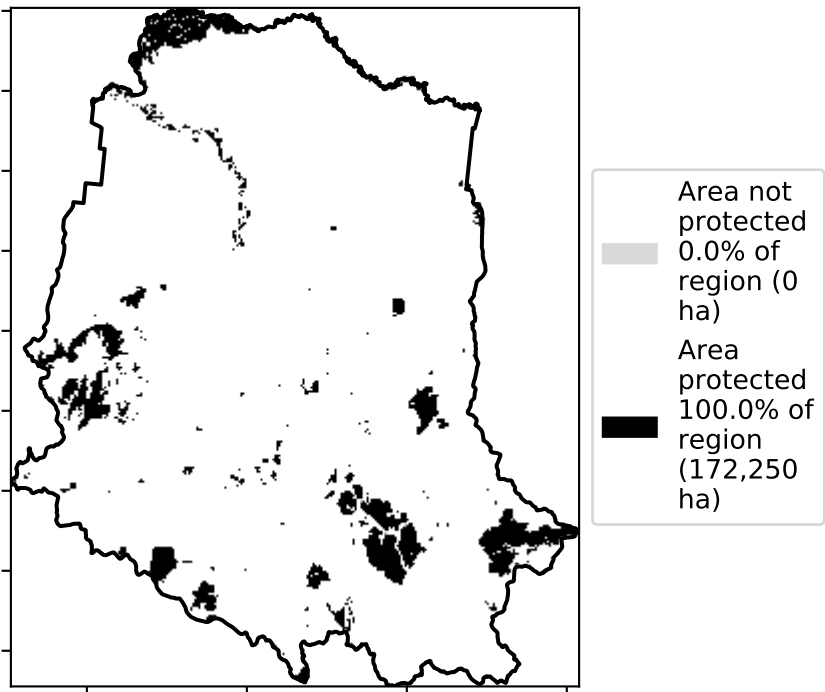 Area not
protected
0.0% of
region (0
ha)
Area
protected
100.0% of
region
(172,250
ha)